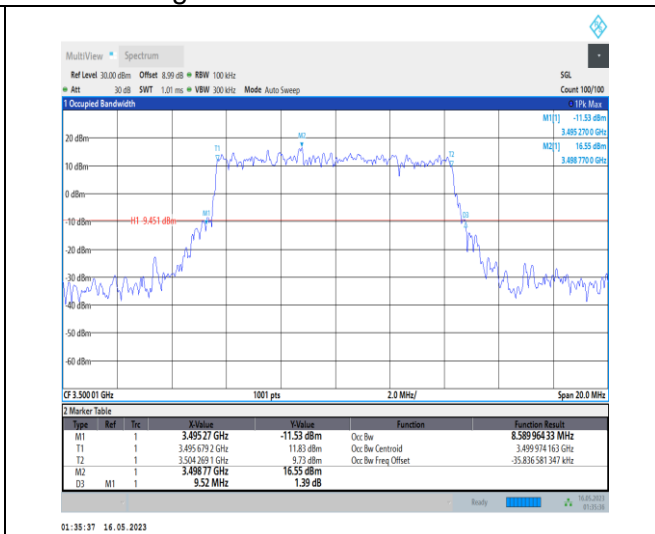 MultiView Spectrum
Ref Level 30.00 dBm Offset 8.99 dB RBW 100 kHz SGL
Att 30 dB SWT 1.01 ms VBW 300 kHz Mode Auto Sweep Count 100/100
1 Occupied Bandwidth 1Pk Max
M1[1] -11.53 dBm
3.495 270 0 GHz
M2[1] 16.55 dBm
3.498 770 0 GHz
20 dBm
M2
T1
T2
10 dBm
0 dBm
M1
D3
-10 dBm
H1 -9.451 dBm
-20 dBm
-30 dBm
-40 dBm
-50 dBm
-60 dBm
CF 3.500 01 GHz 1001 pts 2.0 MHz/ Span 20.0 MHz
2 Marker Table
Type Ref Trc X-Value Y-Value Function Function Result
M1 1 3.495 27 GHz -11.53 dBm Occ Bw 8.589 964 33 MHz
T1 1 3.495 679 2 GHz 11.83 dBm Occ Bw Centroid 3.499 974 163 GHz
T2 1 3.504 269 1 GHz 9.73 dBm Occ Bw Freq Offset -35.836 581 347 kHz
M2 1 3.498 77 GHz 16.55 dBm
D3 M1 1 9.52 MHz 1.39 dB
Ready 16.05.2023
01:35:38
01:35:37 16.05.2023